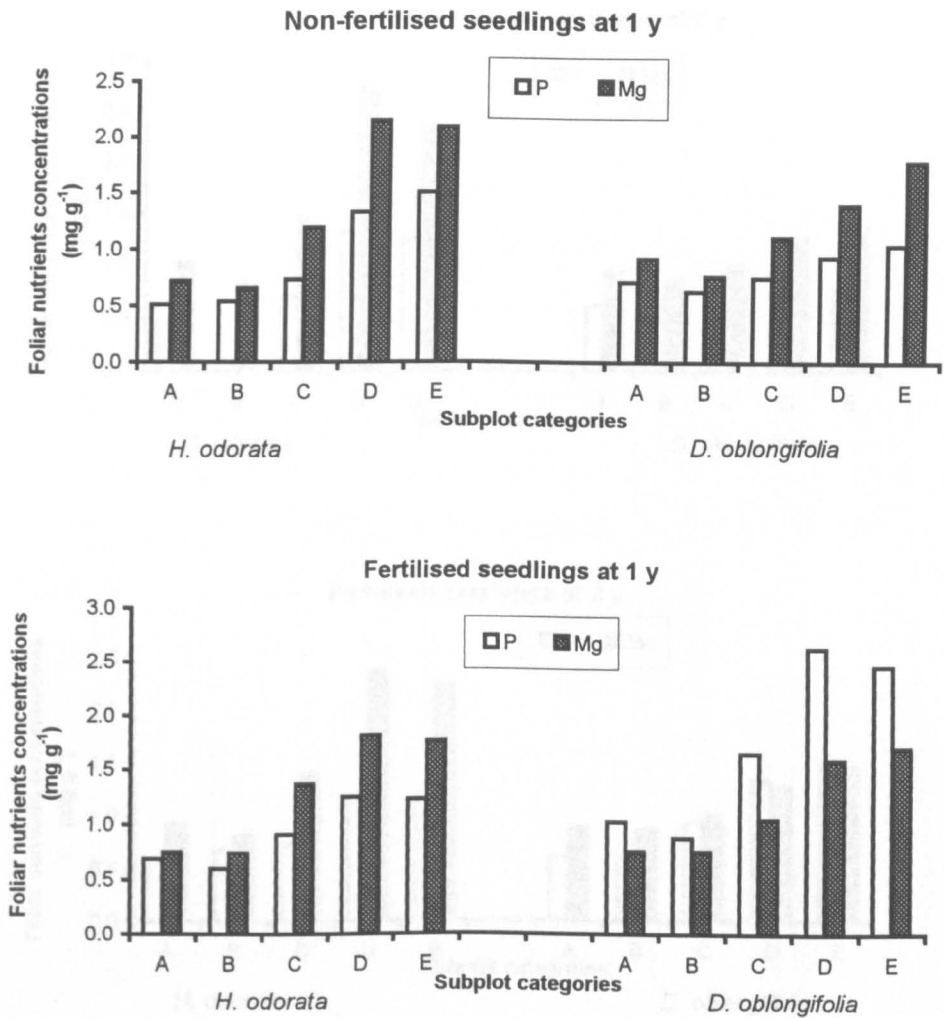 Non-fertilised seedlings at 1 y
P Mg
Foliar nutrients concentrations
(mg g-1)
2.5
2.0
1.5
1.0
0.5
0.0
A B C D E A B C D E
Subplot categories
H. odorata D. oblongifolia
Fertilised seedlings at 1 y
P Mg
Foliar nutrients concentrations
(mg g-1)
3.0
2.5
2.0
1.5
1.0
0.5
0.0
A B C D E A B C D E
Subplot categories
H. odorata D. oblongifolia